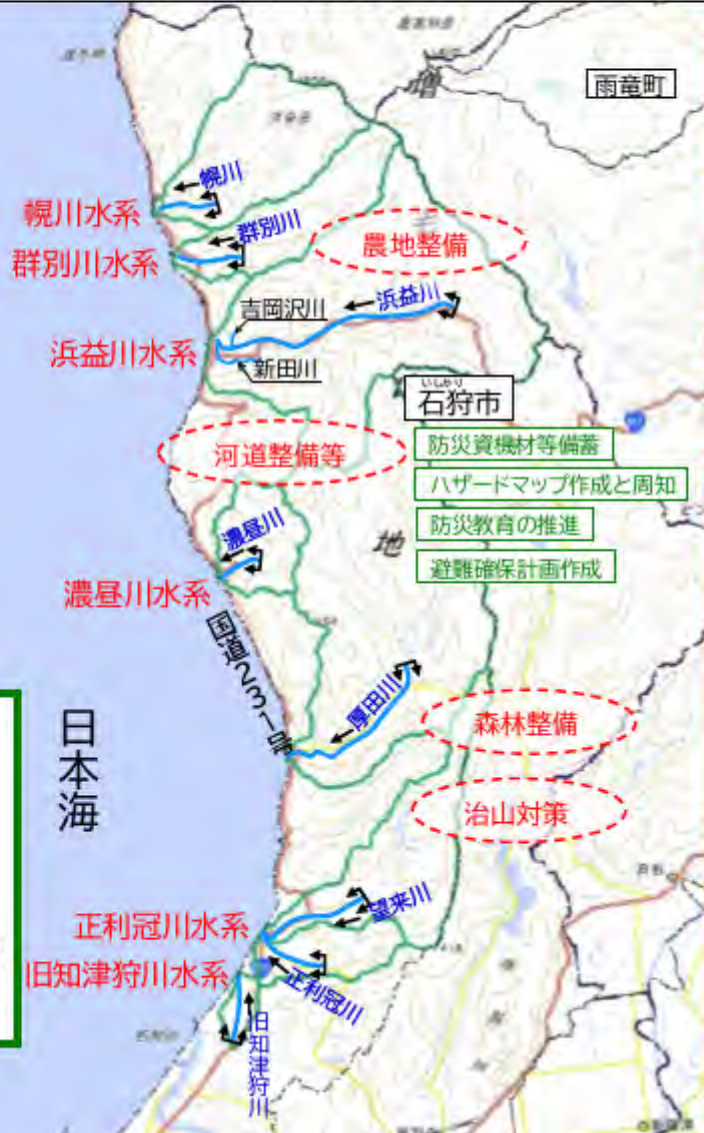 雨竜町
増
幌川
幌川水系
群別川
群別川水系
農地整備
浜益川
吉岡沢川
浜益川水系
新田川
いしかり
石狩市
河道整備等
防災資機材等備蓄
ハザードマップ作成と周知
防災教育の推進
避難確保計画作成
地
濃昼川
濃昼川水系
国道231号
厚田川
森林整備
日本海
治山対策
望来川
正利冠川水系
旧知津狩川水系
正利冠川
旧知津狩川